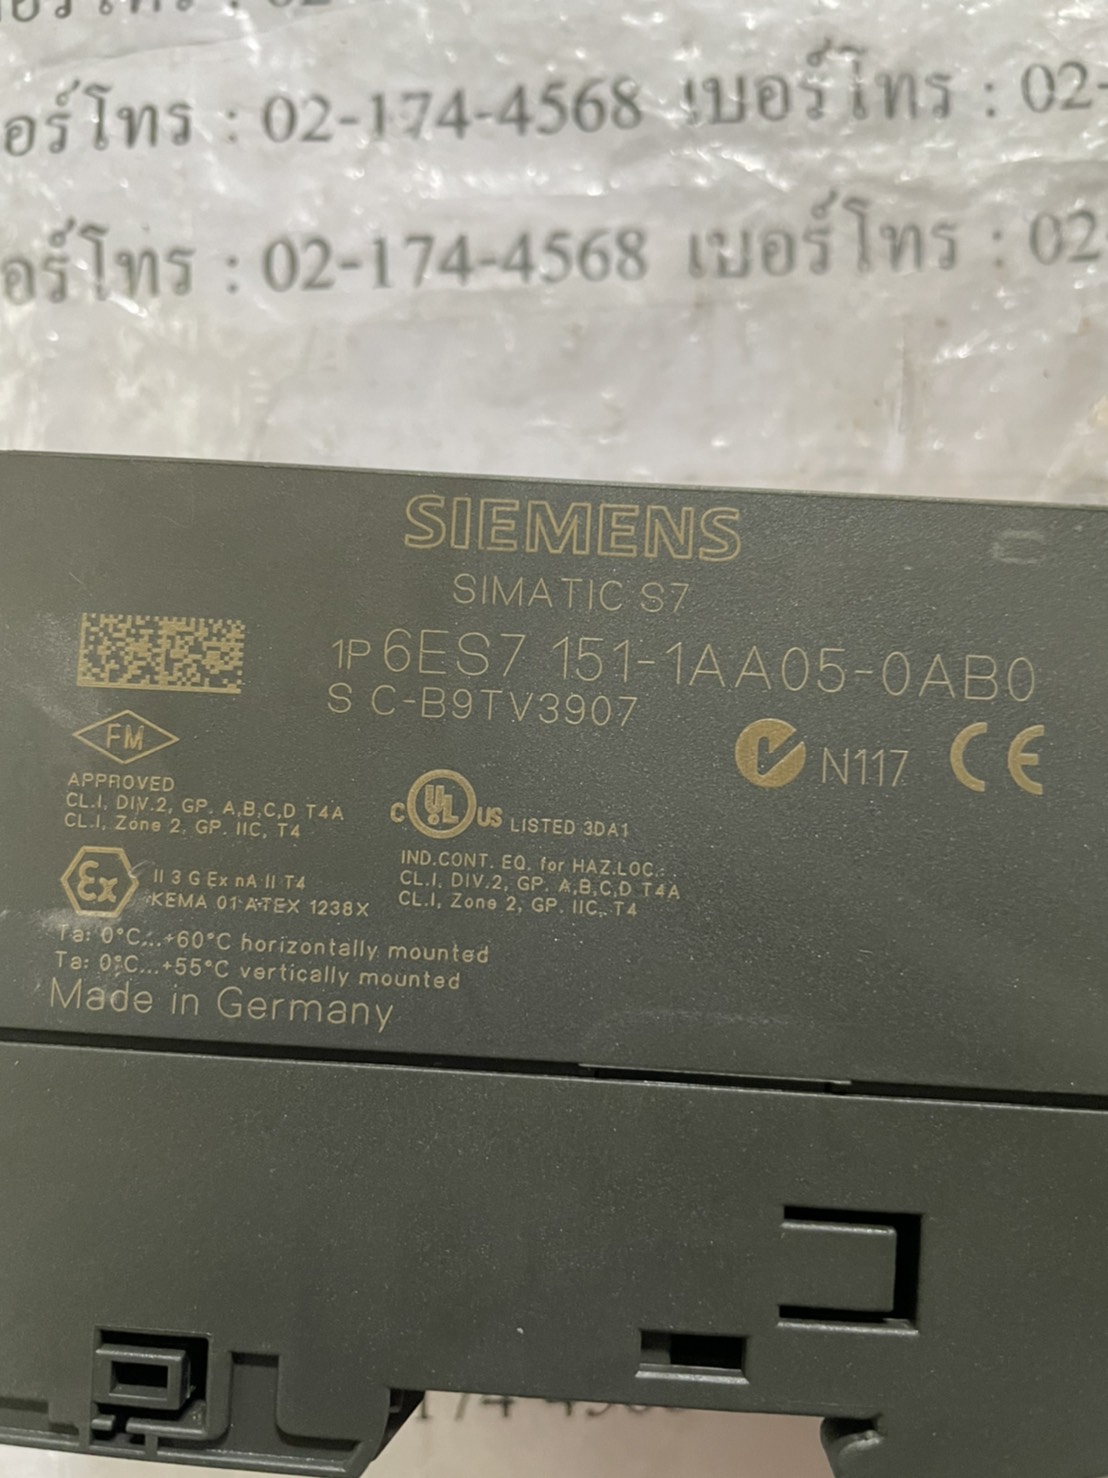 เบอร์โทร : 02-174-4568 เบอร์โทร : 02-
เบอร์โทร : 02-174-4568 เบอร์โทร : 02
SIEMENS
SIMATIC S7
1P 6ES7 151-1AA05-0AB0
S C-B9TV3907
FM
N117 CE
APPROVED
CL.I, DIV.2, GP. A,B,C,D T4A
CL.I, Zone 2, GP. IIC, T4
C UL US LISTED 3DA1
IND.CONT. EQ. for HAZ.LOC.:
CL.I, DIV.2, GP. A,B,C,D T4A
CL.I, Zone 2, GP. IIC, T4
Ex II 3 G Ex nA II T4
KEMA 01 ATEX 1238X
Ta: 0°C...+60°C horizontally mounted
Ta: 0°C...+55°C vertically mounted
Made in Germany